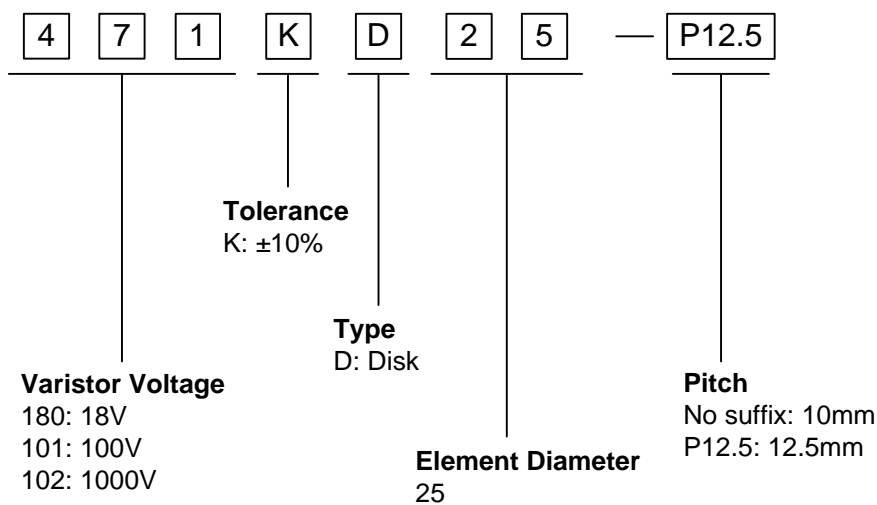 4 7 1 K D 2 5 — P12.5
Tolerance
K: ±10%
Type
D: Disk
Varistor Voltage
180: 18V
101: 100V
102: 1000V
Element Diameter
25
Pitch
No suffix: 10mm
P12.5: 12.5mm